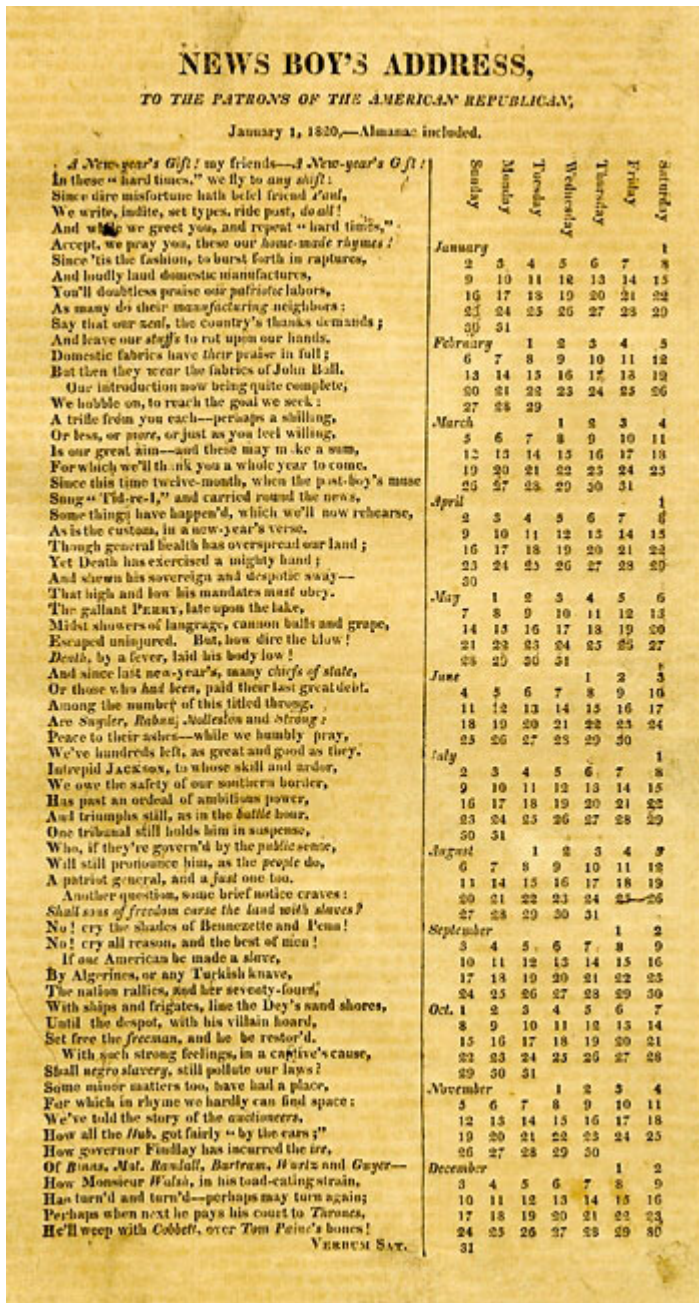 NEWS BOY'S ADDRESS,
TO THE PATRONS OF THE AMERICAN REPUBLICAN,
January 1, 1820,—Almanac included.
A New-year's Gift! my friends—A New-year's Gift!
In these "hard times," we fly to any shift:
Since dire misfortune hath befel friend Paul,
We write, indite, set types, ride post, do all!
And while we greet you, and repeat "hard times,"
Accept, we pray you, these our home-made rhymes!
Since 'tis the fashion, to burst forth in raptures,
And loudly laud domestic manufactures,
You'll doubtless praise our patriotic labors,
As many do their manufacturing neighbors:
Say that our zeal, the country's thanks demands;
And leave our stuffs to rot upon our hands.
Domestic fabrics have their praise in full;
But then they wear the fabrics of John Bull.
Our introduction now being quite complete,
We hobble on, to reach the goal we seek:
A trifle from you each—perhaps a shilling,
Or less, or more, or just as you feel willing,
Is our great aim—and these may make a sum,
For which we'll thank you a whole year to come.
Since this time twelve-month, when the post-boy's muse
Sung "Tid-re-I," and carried round the news,
Some things have happen'd, which we'll now rehearse,
As is the custom, in a new-year's verse.
Though general health has overspread our land;
Yet Death has exercised a mighty hand;
And shewn his sovereign and despotic sway—
That high and low his mandates must obey.
The gallant PERRY, late upon the lake,
Midst showers of langrage, cannon balls and grape,
Escaped uninjured. But, how dire the blow!
Death, by a fever, laid his body low!
And since last new-year's, many chiefs of state,
Or those who had been, paid their last great debt.
Among the number of this titled throng,
Are Snyder, Rabun, Nolleston and Strong:
Peace to their ashes—while we humbly pray,
We've hundreds left, as great and good as they.
Intrepid JACKSON, to whose skill and ardor,
We owe the safety of our southern border,
Has past an ordeal of ambitious power,
And triumphs still, as in the battle hour.
One tribunal still holds him in suspense,
Who, if they're govern'd by the public sense,
Will still pronounce him, as the people do,
A patriot general, and a just one too.
Another question, some brief notice craves:
Shall sons of freedom curse the land with slaves?
No! cry the shades of Bennezette and Penn!
No! cry all reason, and the best of men!
If one American be made a slave,
By Algerines, or any Turkish knave,
The nation rallies, and her seventy-fours,
With ships and frigates, line the Dey's sand shores,
Until the despot, with his villain hoard,
Set free the freeman, and he be restor'd.
With such strong feelings, in a captive's cause,
Shall negro slavery, still pollute our laws?
Some minor matters too, have had a place,
For which in rhyme we hardly can find space:
We've told the story of the auctioneers,
How all the Hub, got fairly "by the ears;"
How governor Findlay has incurred the ire,
Of Binns, Mat. Randall, Bartram, Wurtz and Guyer—
How Monsieur Walsh, in his toad-eating strain,
Has turn'd and turn'd—perhaps may turn again;
Perhaps when next he pays his court to Thrones,
He'll weep with Cobbett, over Tom Paine's bones!
VERBUM SAT.
Sunday Monday Tuesday Wednesday Thursday Friday Saturday
January 1
2 3 4 5 6 7 8
9 10 11 12 13 14 15
16 17 18 19 20 21 22
23 24 25 26 27 28 29
30 31
February 1 2 3 4 5
6 7 8 9 10 11 12
13 14 15 16 17 18 19
20 21 22 23 24 25 26
27 28 29
March 1 2 3 4
5 6 7 8 9 10 11
12 13 14 15 16 17 18
19 20 21 22 23 24 25
26 27 28 29 30 31
April 1
2 3 4 5 6 7 8
9 10 11 12 13 14 15
16 17 18 19 20 21 22
23 24 25 26 27 28 29
30
May 1 2 3 4 5 6
7 8 9 10 11 12 13
14 15 16 17 18 19 20
21 22 23 24 25 26 27
28 29 30 31
June 1 2 3
4 5 6 7 8 9 10
11 12 13 14 15 16 17
18 19 20 21 22 23 24
25 26 27 28 29 30
July 1
2 3 4 5 6 7 8
9 10 11 12 13 14 15
16 17 18 19 20 21 22
23 24 25 26 27 28 29
30 31
August 1 2 3 4 5
6 7 8 9 10 11 12
13 14 15 16 17 18 19
20 21 22 23 24 25 26
27 28 29 30 31
September 1 2
3 4 5 6 7 8 9
10 11 12 13 14 15 16
17 18 19 20 21 22 23
24 25 26 27 28 29 30
Oct. 1 2 3 4 5 6 7
8 9 10 11 12 13 14
15 16 17 18 19 20 21
22 23 24 25 26 27 28
29 30 31
November 1 2 3 4
5 6 7 8 9 10 11
12 13 14 15 16 17 18
19 20 21 22 23 24 25
26 27 28 29 30
December 1 2
3 4 5 6 7 8 9
10 11 12 13 14 15 16
17 18 19 20 21 22 23
24 25 26 27 28 29 30
31